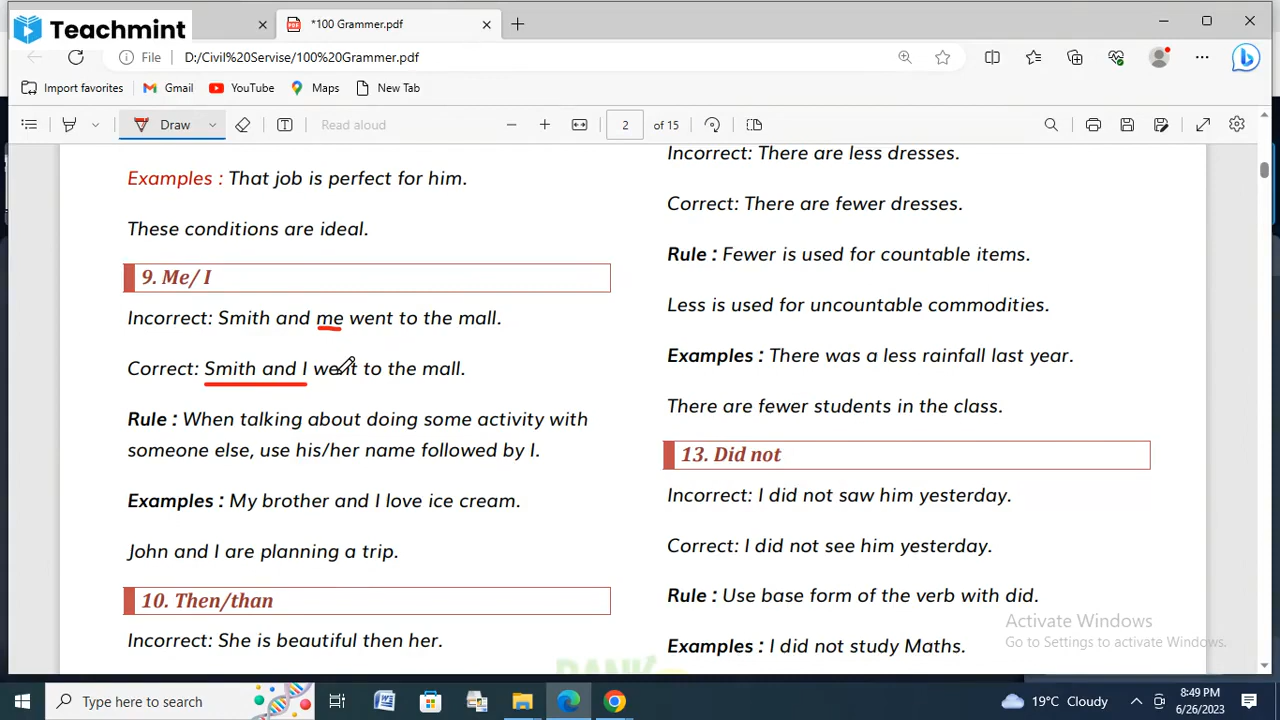 Teachmint
*100 Grammer.pdf
File
D:/Civil%20Servise/100%20Grammer.pdf
Import favorites
Gmail
YouTube
Maps
New Tab
Draw
Read aloud
2
of 15
Examples : That job is perfect for him.
These conditions are ideal.
9. Me/ I
Incorrect: Smith and me went to the mall.
Correct: Smith and I went to the mall.
Rule : When talking about doing some activity with
someone else, use his/her name followed by I.
Examples : My brother and I love ice cream.
John and I are planning a trip.
10. Then/than
Incorrect: She is beautiful then her.
Incorrect: There are less dresses.
Correct: There are fewer dresses.
Rule : Fewer is used for countable items.
Less is used for uncountable commodities.
Examples : There was a less rainfall last year.
There are fewer students in the class.
13. Did not
Incorrect: I did not saw him yesterday.
Correct: I did not see him yesterday.
Rule : Use base form of the verb with did.
Examples : I did not study Maths.
Activate Windows
Go to Settings to activate Windows.
Type here to search
19°C Cloudy
8:49 PM
6/26/2023